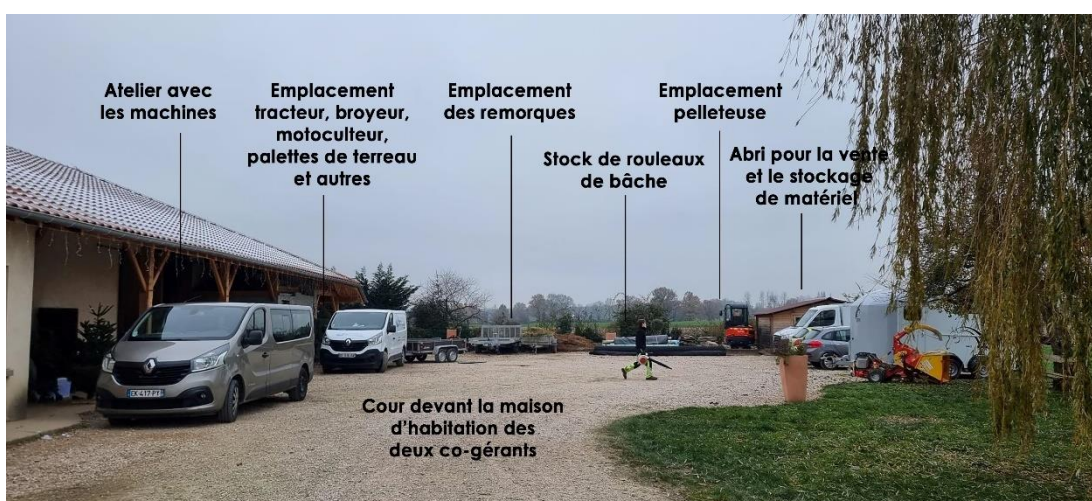 Atelier avec
les machines
Emplacement
tracteur, broyeur,
motoculteur,
palettes de terreau
et autres
Emplacement
des remorques
Stock de rouleaux
de bâche
Emplacement
pelleteuse
Abri pour la vente
et le stockage
de matériel
Cour devant la maison
d'habitation des
deux co-gérants
EK-417-PY